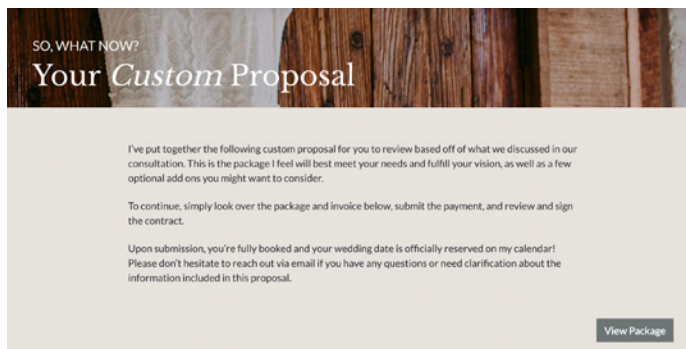 SO, WHAT NOW?
Your Custom Proposal
I've put together the following custom proposal for you to review based off of what we discussed in our
consultation. This is the package I feel will best meet your needs and fulfill your vision, as well as a few
optional add ons you might want to consider.
To continue, simply look over the package and invoice below, submit the payment, and review and sign
the contract.
Upon submission, you're fully booked and your wedding date is officially reserved on my calendar!
Please don't hesitate to reach out via email if you have any questions or need clarification about the
information included in this proposal.
View Package